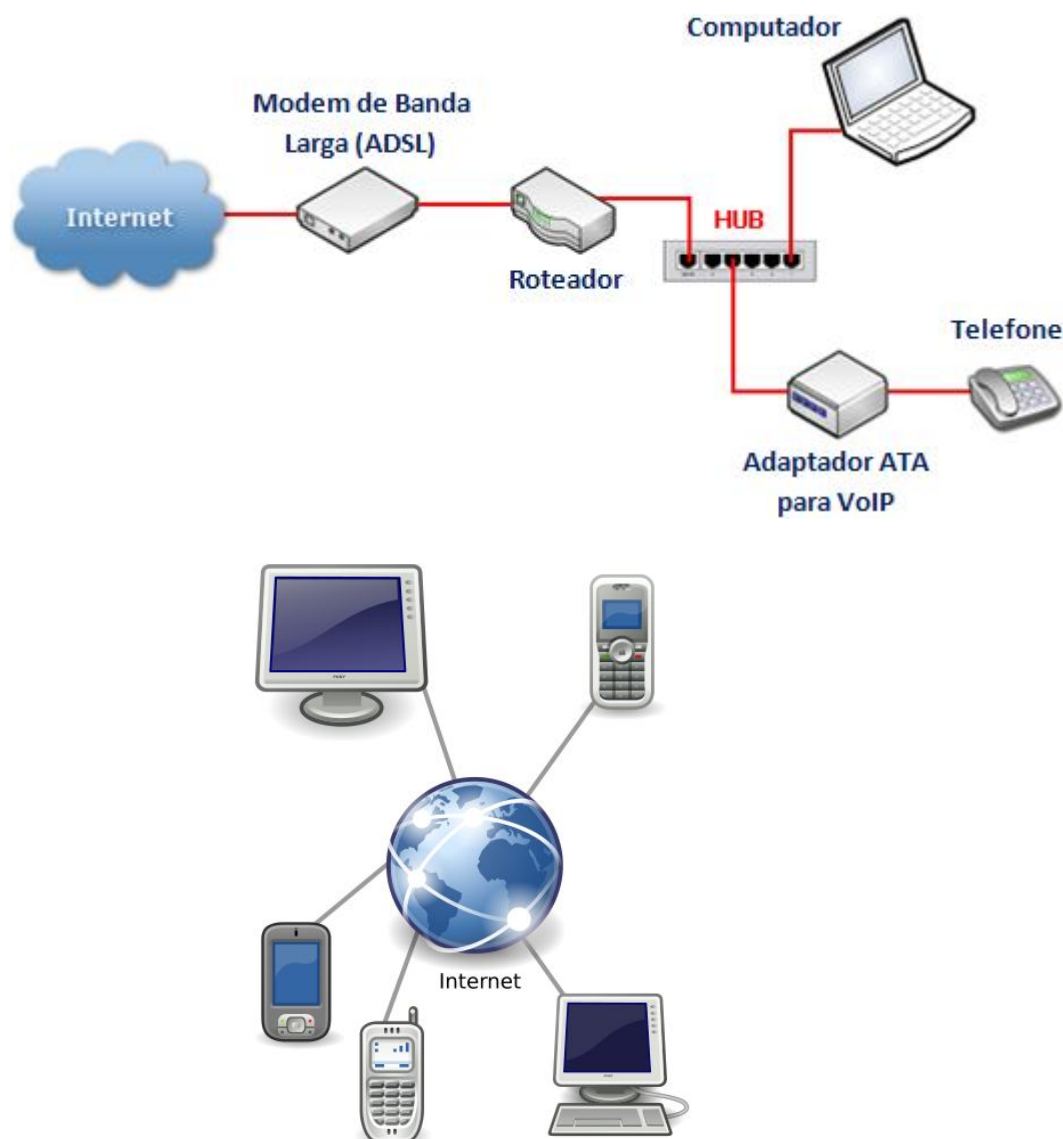 Computador
Modem de Banda
Larga (ADSL)
Internet
HUB
Roteador
Telefone
Adaptador ATA
para VoIP
Internet